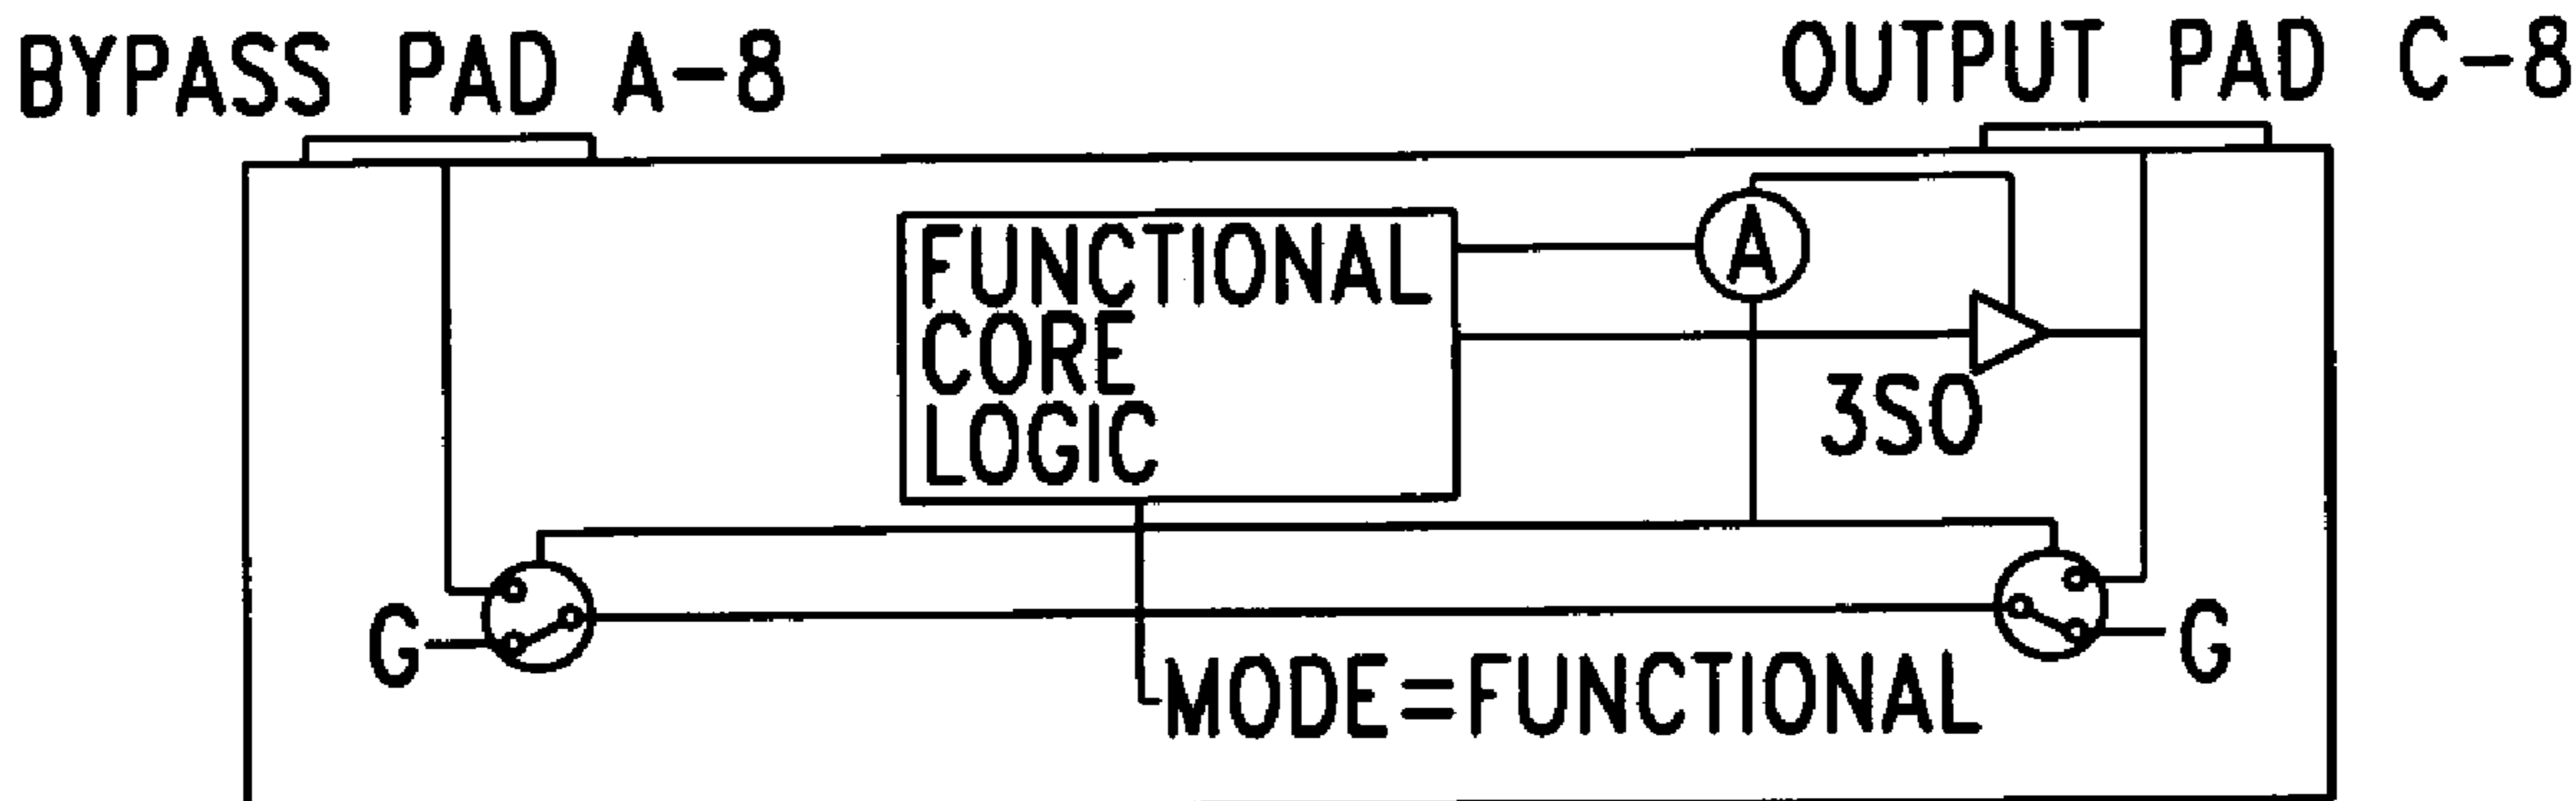 BYPASS PAD A-8
OUTPUT PAD C-8
FUNCTIONAL
CORE
LOGIC
A
3SO
G
G
MODE=FUNCTIONAL